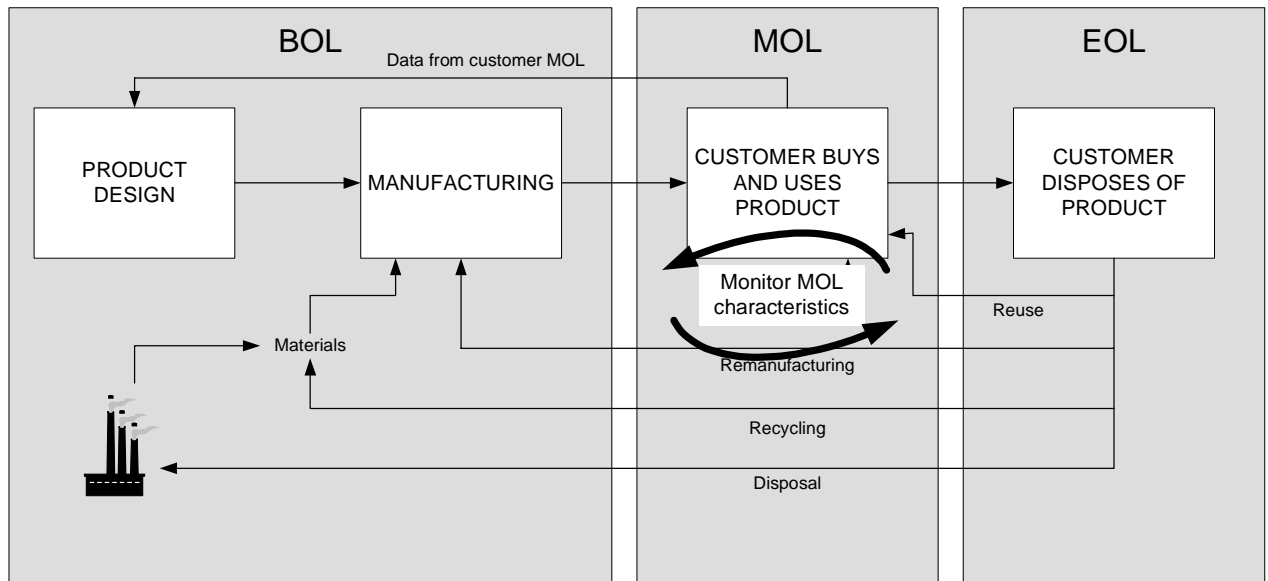 BOL
MOL
EOL
Data from customer MOL
PRODUCT
DESIGN
MANUFACTURING
CUSTOMER BUYS
AND USES
PRODUCT
CUSTOMER
DISPOSES OF
PRODUCT
Monitor MOL
characteristics
Reuse
Materials
Remanufacturing
Recycling
Disposal